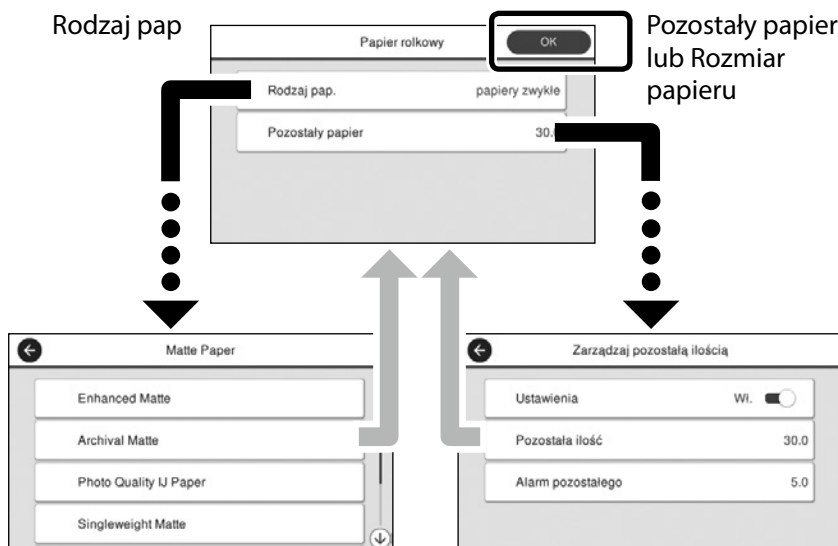 Rodzaj pap
Pozostały papier
lub Rozmiar
papieru
Papier rolkowy
OK
Rodzaj pap. papiery zwykłe
Pozostały papier 30.0
Matte Paper
Enhanced Matte
Archival Matte
Photo Quality IJ Paper
Singleweight Matte
Zarządzaj pozostałą ilością
Ustawienia Wł.
Pozostała ilość 30.0
Alarm pozostałego 5.0